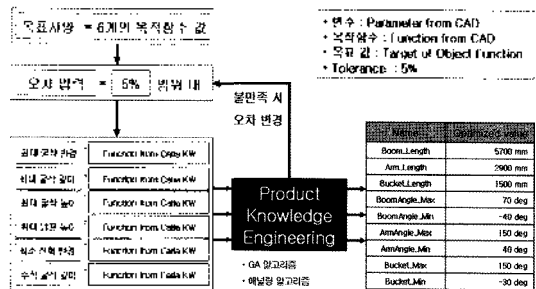 목표사양 = 6개의 목적함수 값
오차 입력 = 5% 범위 내
불만족 시
오차 변경
• 변수 : Parameter from CAD
• 목적함수 : Function from CAD
• 목표 값 : Target of Object Function
• Tolerance : 5%
최대 굴삭 반경 Function from Catia KW
최대 굴삭 깊이 Function from Catia KW
최대 굴삭 높이 Function from Catia KW
최대 덤프 높이 Function from Catia KW
최소 선회 반경 Function from Catia KW
수직 굴삭 깊이 Function from Catia KW
Product
Knowledge
Engineering
• GA 알고리즘
• 어닐링 알고리즘
Name Optimized value
Boom_Length 5700 mm
Arm_Length 2900 mm
Bucket_Length 1500 mm
BoomAngle_Max 70 deg
BoomAngle_Min -40 deg
ArmAngle_Max 150 deg
ArmAngle_Min 40 deg
Bucket_Max 150 deg
Bucket_Min -30 deg